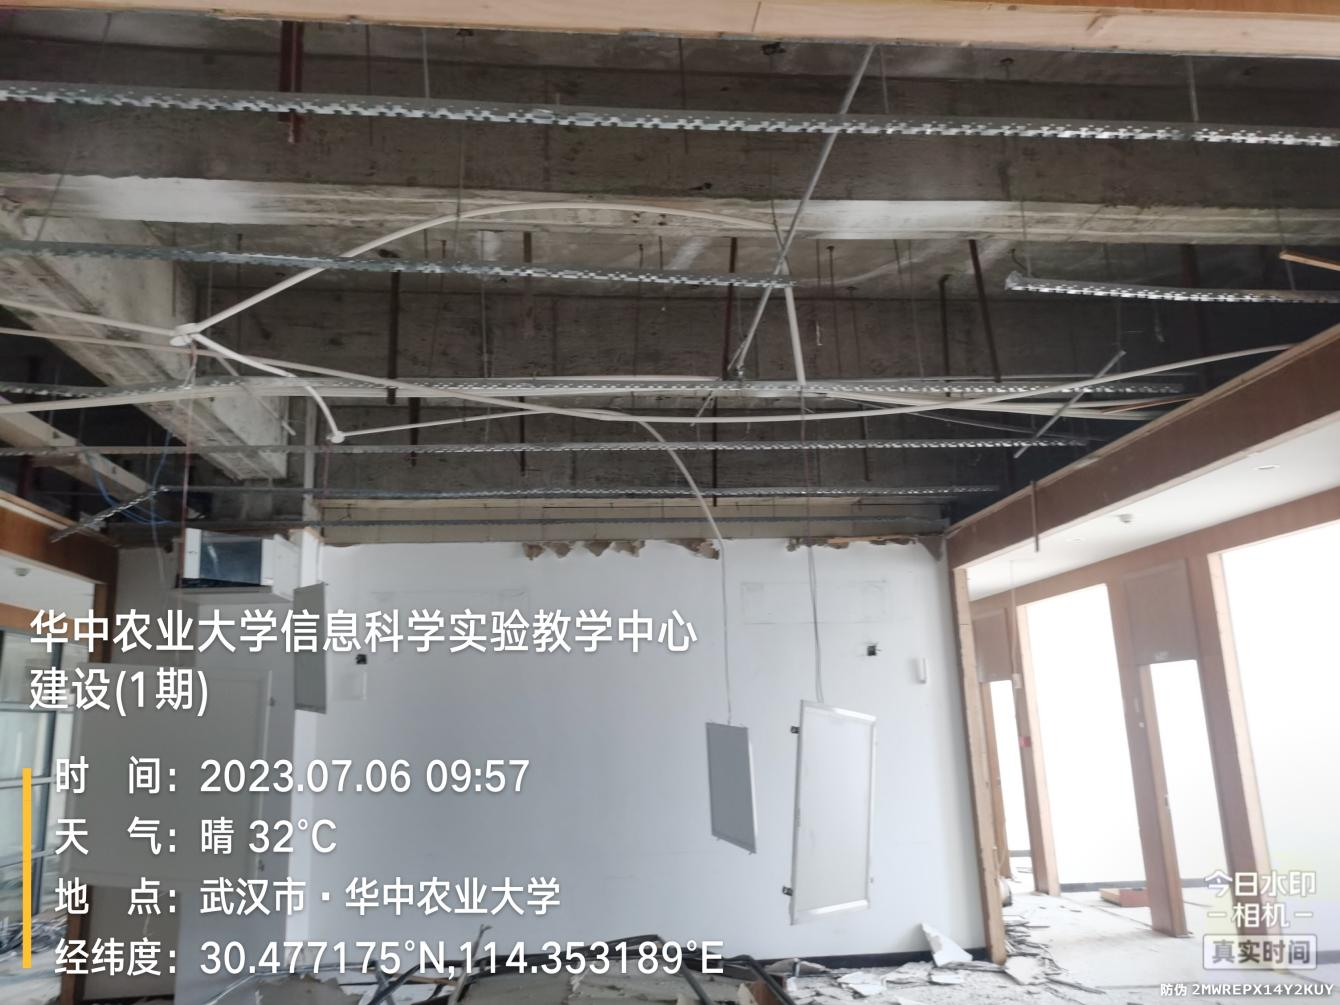 华中农业大学信息科学实验教学中心
建设(1期)
时　间：2023.07.06 09:57
天　气：晴 32℃
地　点：武汉市·华中农业大学
经纬度：30.477175°N,114.353189°E
今日水印
相机
真实时间
防伪 2MWREPX14Y2KUY